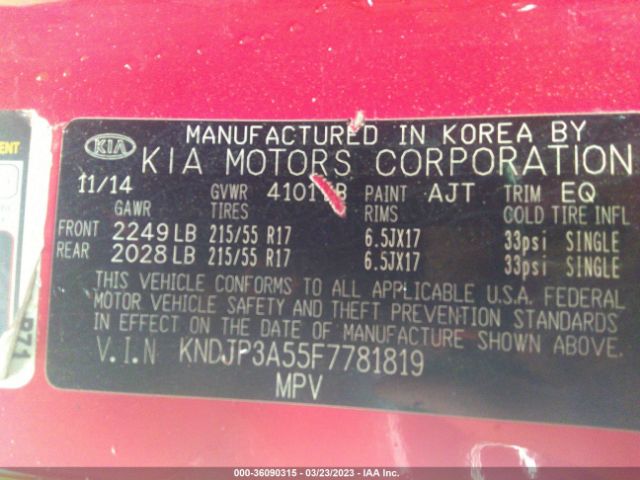 KIA
MANUFACTURED IN KOREA BY
KIA MOTORS CORPORATION
11/14 GVWR PAINT AJT TRIM EQ
GAWR TIRES RIMS COLD TIRE INFL
FRONT 2249 LB 215/55 R17 6.5JX17 33psi SINGLE
REAR 2028 LB 215/55 R17 6.5JX17 33psi SINGLE
THIS VEHICLE CONFORMS TO ALL APPLICABLE U.S.A. FEDERAL
MOTOR VEHICLE SAFETY AND THEFT PREVENTION STANDARDS
IN EFFECT ON THE DATE OF MANUFACTURE SHOWN ABOVE.
V.I.N KNDJP3A55F7781819
MPV
000-36090315 / 03/23/2023 / IAA Inc.